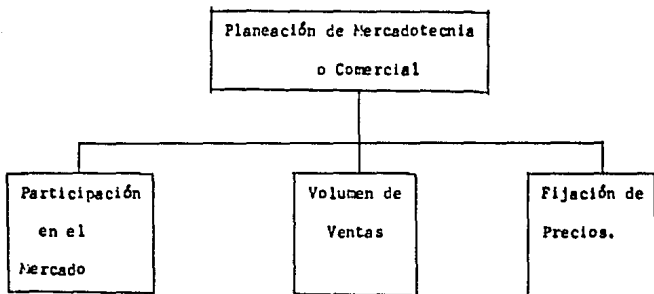 Planeación de Mercadotecnia
o Comercial
Participación
en el
Mercado
Volumen de
Ventas
Fijación de
Precios.